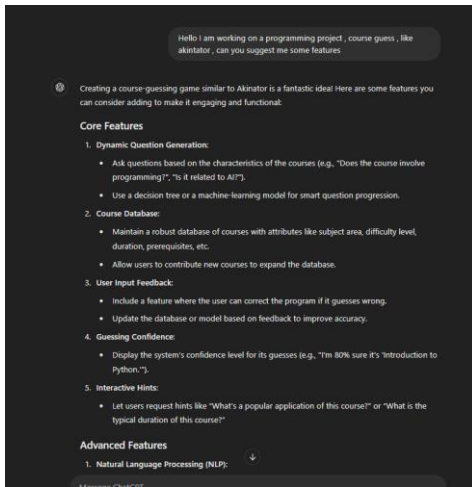 Hello I am working on a programming project , course guess , like
akintator , can you suggest me some features
Creating a course-guessing game similar to Akinator is a fantastic idea! Here are some features you
can consider adding to make it engaging and functional:
Core Features
1. Dynamic Question Generation:
• Ask questions based on the characteristics of the courses (e.g., "Does the course involve
programming?", "Is it related to AI?").
• Use a decision tree or a machine-learning model for smart question progression.
2. Course Database:
• Maintain a robust database of courses with attributes like subject area, difficulty level,
duration, prerequisites, etc.
• Allow users to contribute new courses to expand the database.
3. User Input Feedback:
• Include a feature where the user can correct the program if it guesses wrong.
• Update the database or model based on feedback to improve accuracy.
4. Guessing Confidence:
• Display the system's confidence level for its guesses (e.g., "I'm 80% sure it's 'Introduction to
Python.'").
5. Interactive Hints:
• Let users request hints like "What's a popular application of this course?" or "What is the
typical duration of this course?"
Advanced Features
1. Natural Language Processing (NLP):
Message ChatGPT